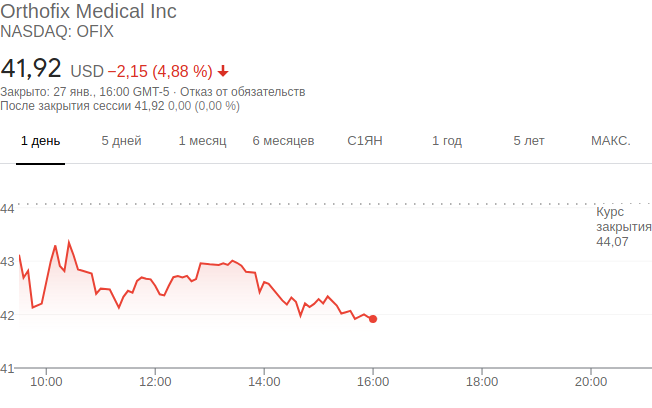 Orthofix Medical Inc
NASDAQ: OFIX
41,92 USD −2,15 (4,88 %)
Закрыто: 27 янв., 16:00 GMT-5 · Отказ от обязательств
После закрытия сессии 41,92 0,00 (0,00 %)
1 день 5 дней 1 месяц 6 месяцев С1ЯН 1 год 5 лет МАКС.
44
Курс
закрытия
44,07
43
42
41
10:00 12:00 14:00 16:00 18:00 20:00